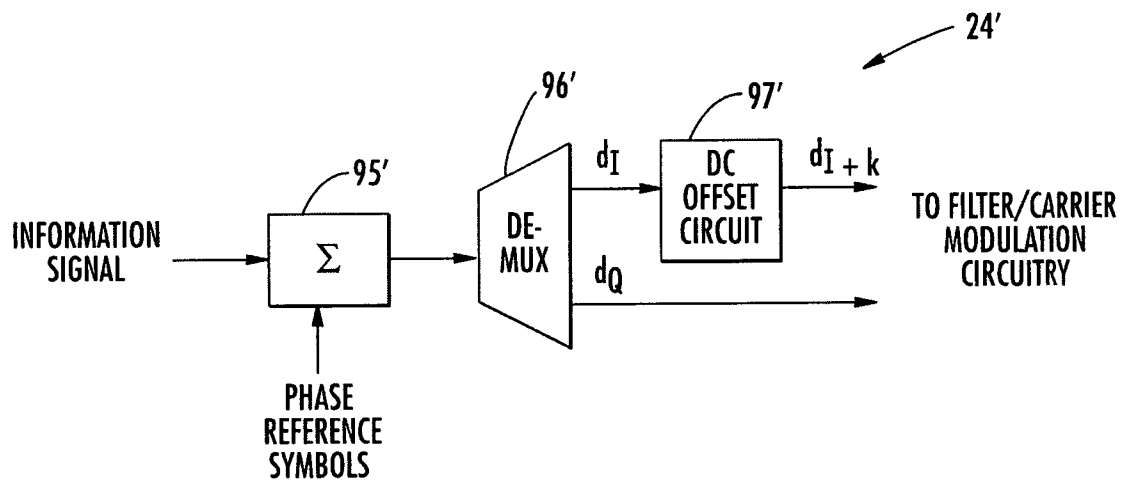 24'
96'
97'
95'
d_I
DC
OFFSET
CIRCUIT
d_I + k
INFORMATION
SIGNAL
Σ
DE-
MUX
d_Q
TO FILTER/CARRIER
MODULATION
CIRCUITRY
PHASE
REFERENCE
SYMBOLS